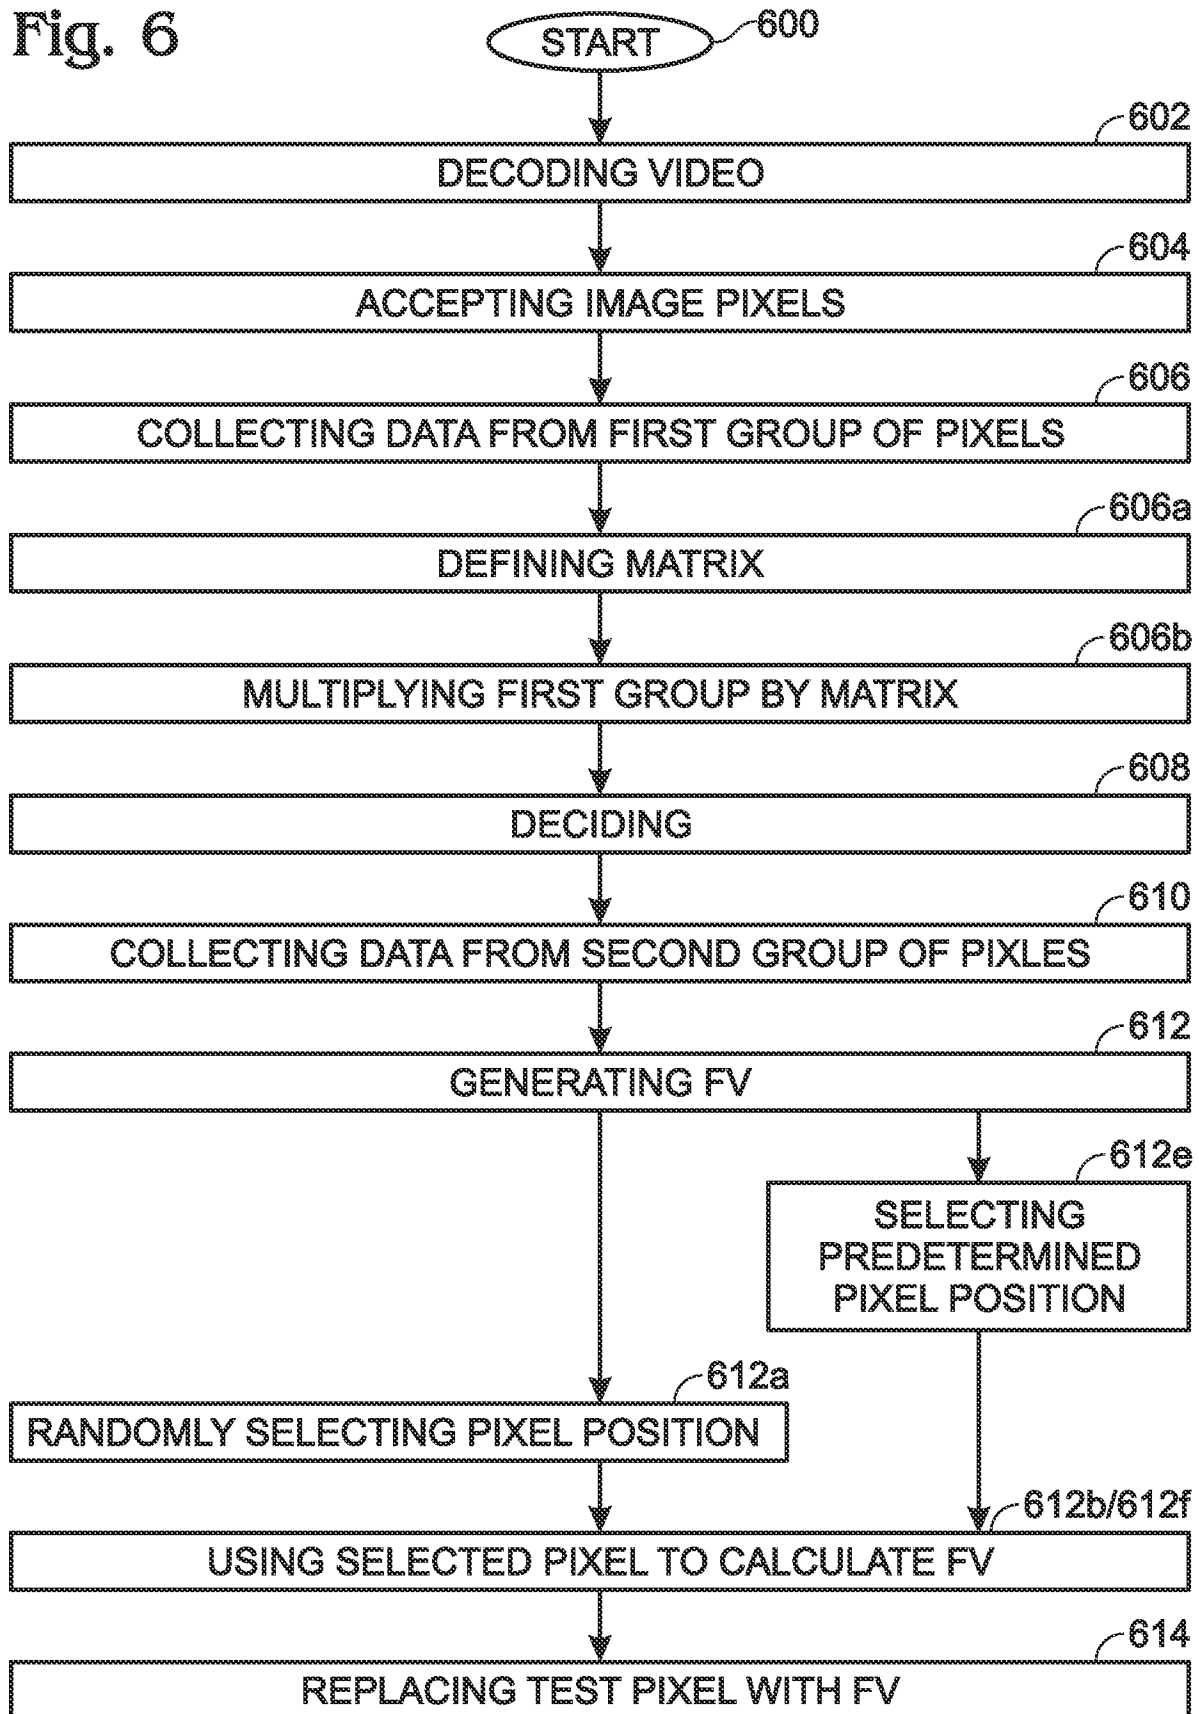 Fig. 6
START
600
602
DECODING VIDEO
604
ACCEPTING IMAGE PIXELS
606
COLLECTING DATA FROM FIRST GROUP OF PIXELS
606a
DEFINING MATRIX
606b
MULTIPLYING FIRST GROUP BY MATRIX
608
DECIDING
610
COLLECTING DATA FROM SECOND GROUP OF PIXLES
612
GENERATING FV
612e
SELECTING
PREDETERMINED
PIXEL POSITION
612a
RANDOMLY SELECTING PIXEL POSITION
612b/612f
USING SELECTED PIXEL TO CALCULATE FV
614
REPLACING TEST PIXEL WITH FV